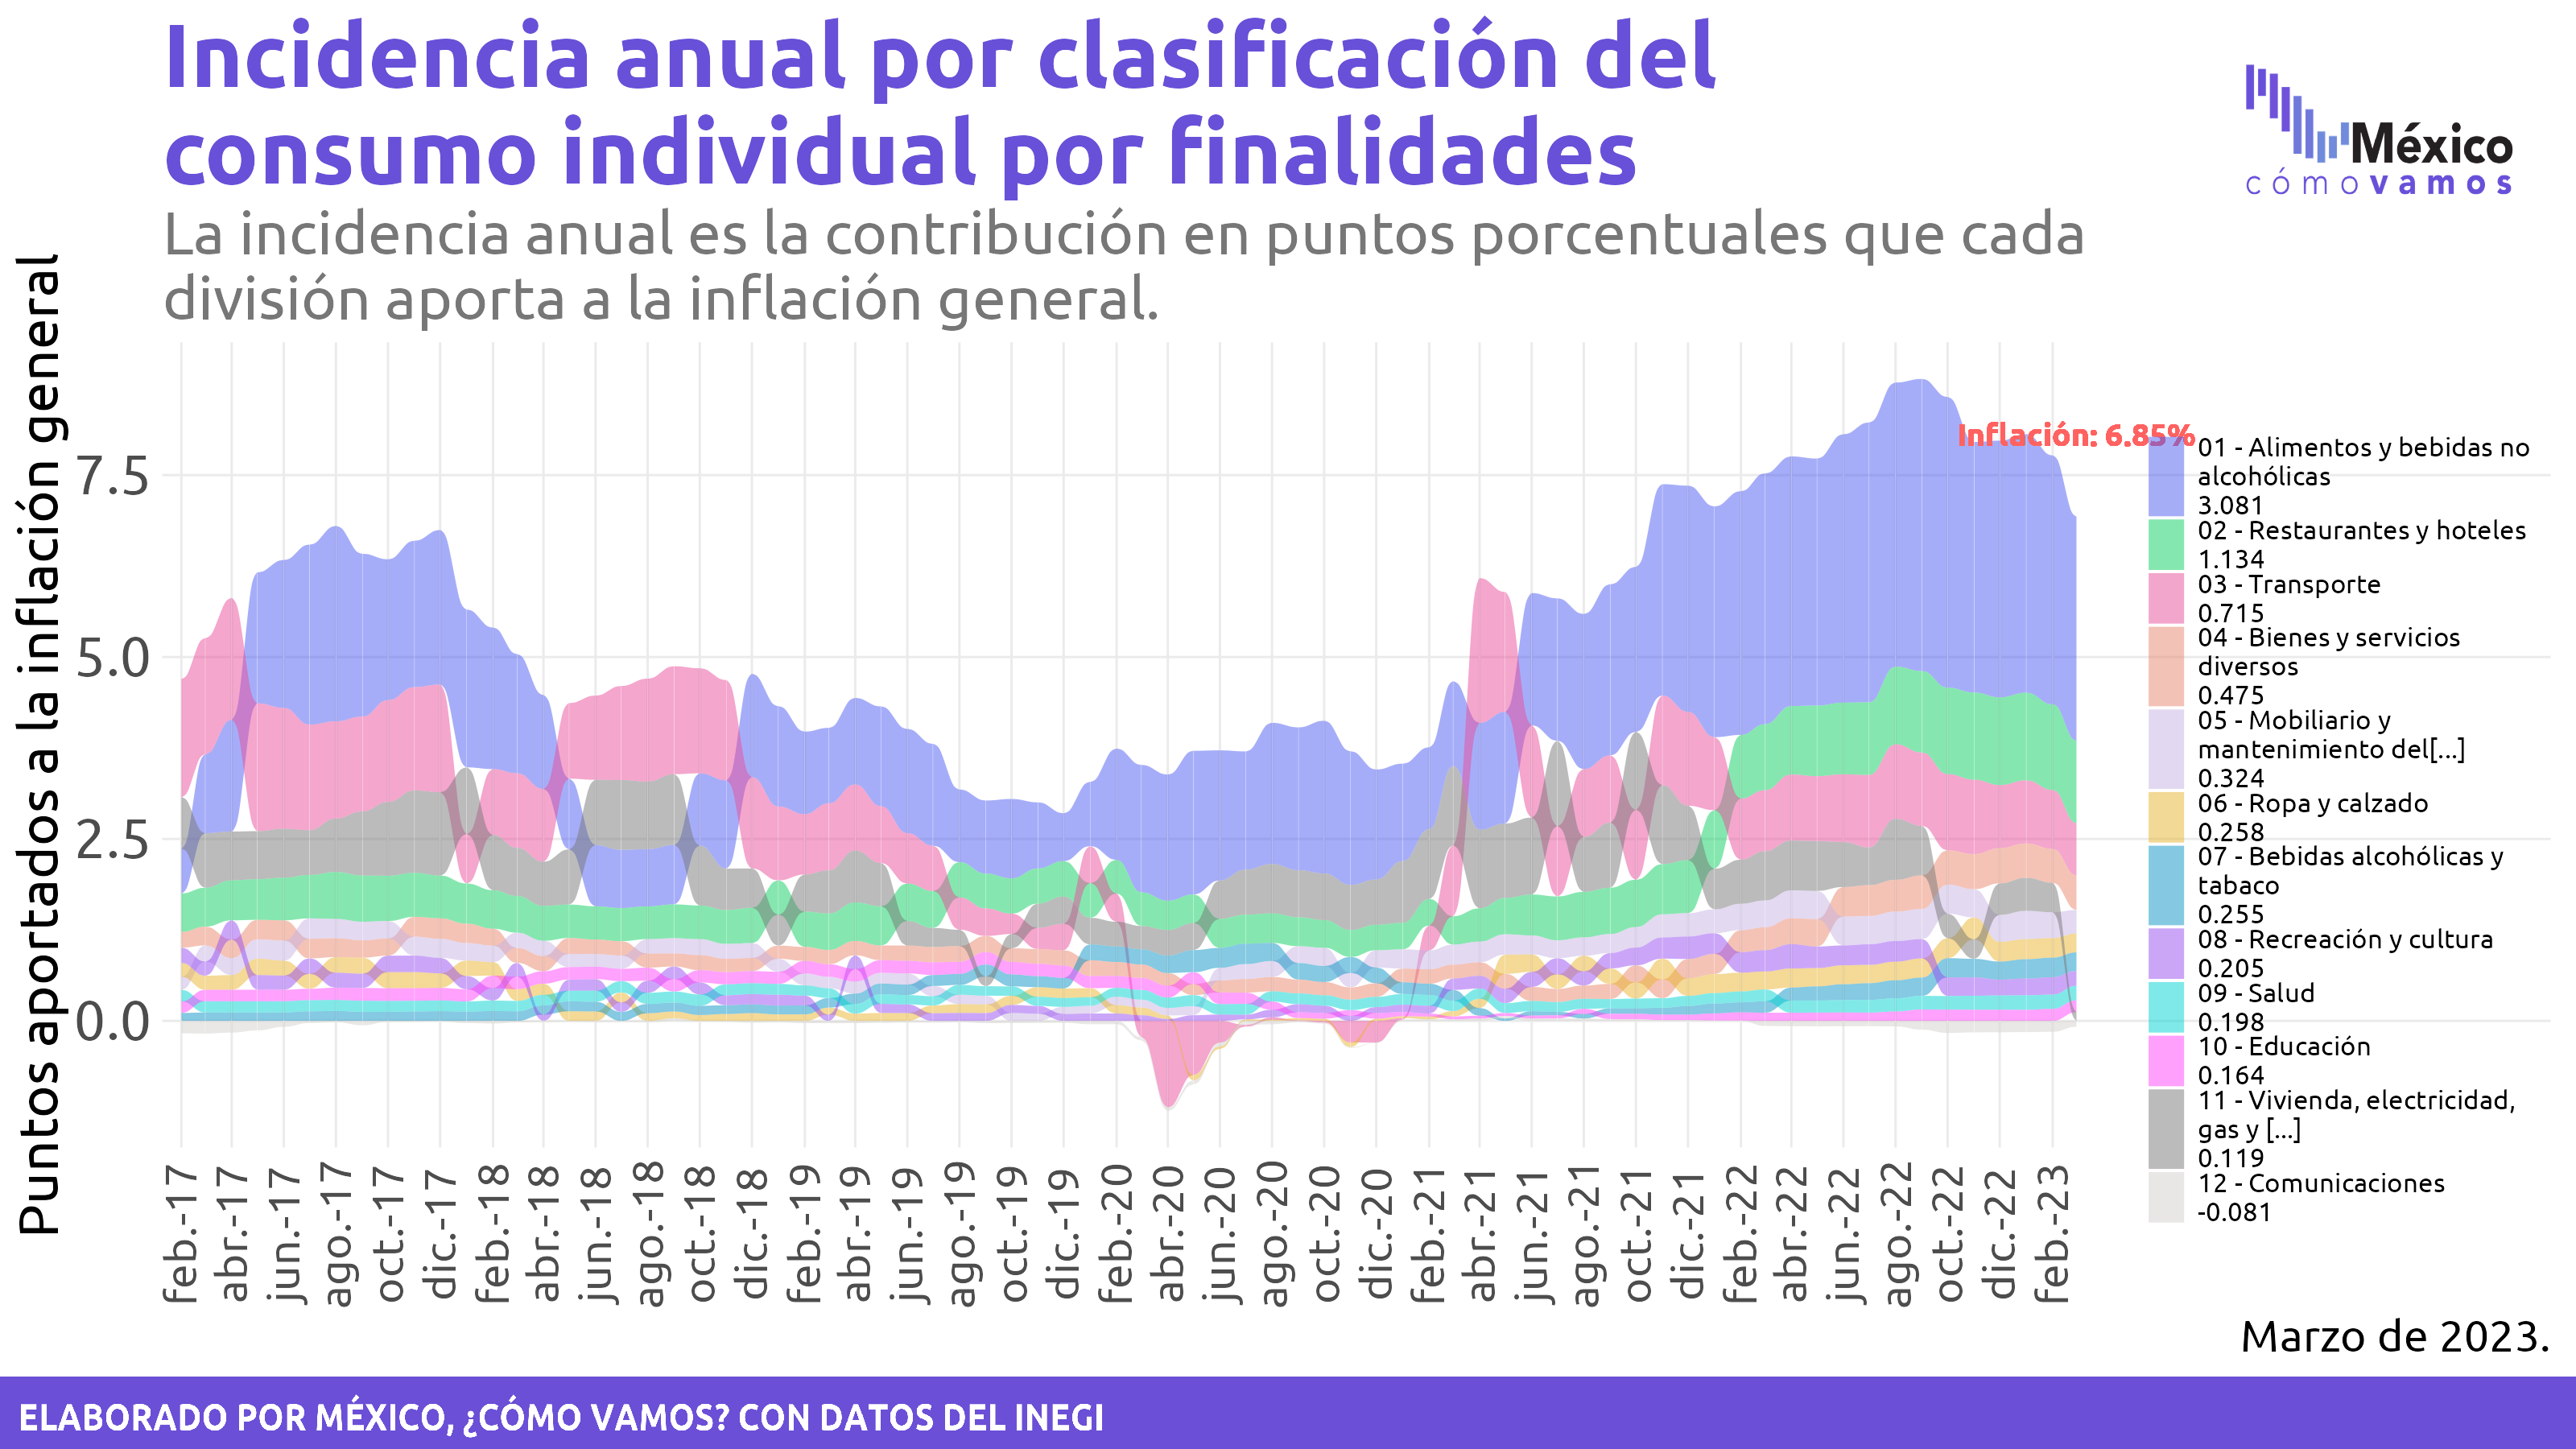 Incidencia anual por clasificación del
consumo individual por finalidades
La incidencia anual es la contribución en puntos porcentuales que cada
división aporta a la inflación general.
México
cómovamos
Puntos aportados a la inflación general
7.5
5.0
2.5
0.0
Inflación: 6.85%
01 - Alimentos y bebidas no
alcohólicas
3.081
02 - Restaurantes y hoteles
1.134
03 - Transporte
0.715
04 - Bienes y servicios
diversos
0.475
05 - Mobiliario y
mantenimiento del[...]
0.324
06 - Ropa y calzado
0.258
07 - Bebidas alcohólicas y
tabaco
0.255
08 - Recreación y cultura
0.205
09 - Salud
0.198
10 - Educación
0.164
11 - Vivienda, electricidad,
gas y [...]
0.119
12 - Comunicaciones
-0.081
feb.-17
abr.-17
jun.-17
ago.-17
oct.-17
dic.-17
feb.-18
abr.-18
jun.-18
ago.-18
oct.-18
dic.-18
feb.-19
abr.-19
jun.-19
ago.-19
oct.-19
dic.-19
feb.-20
abr.-20
jun.-20
ago.-20
oct.-20
dic.-20
feb.-21
abr.-21
jun.-21
ago.-21
oct.-21
dic.-21
feb.-22
abr.-22
jun.-22
ago.-22
oct.-22
dic.-22
feb.-23
Marzo de 2023.
ELABORADO POR MÉXICO, ¿CÓMO VAMOS? CON DATOS DEL INEGI